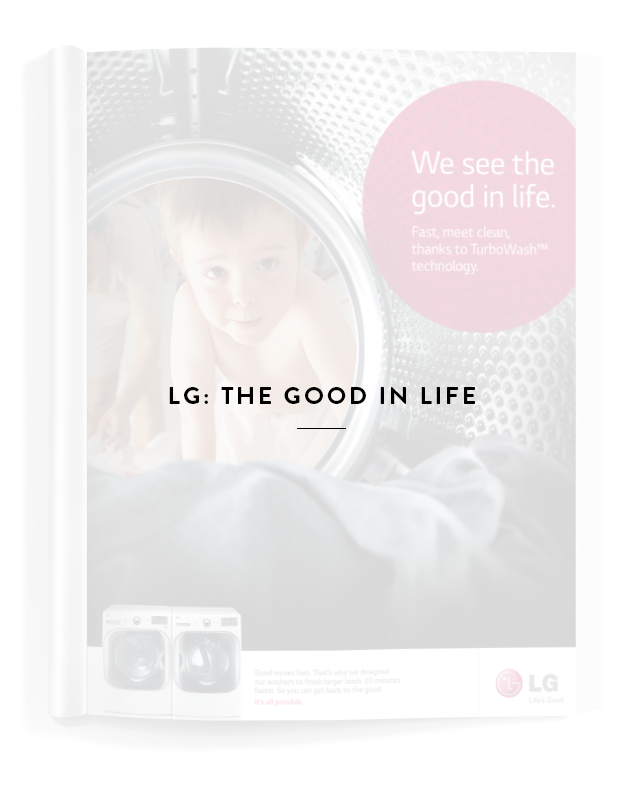 We see the
good in life.
Fast, meet clean,
thanks to TurboWash™
technology.
LG: THE GOOD IN LIFE
Good moves fast. That's why we designed
our washers to finish larger loads 20 minutes
faster. So you can get back to the good.
It's all possible.
LG
Life's Good